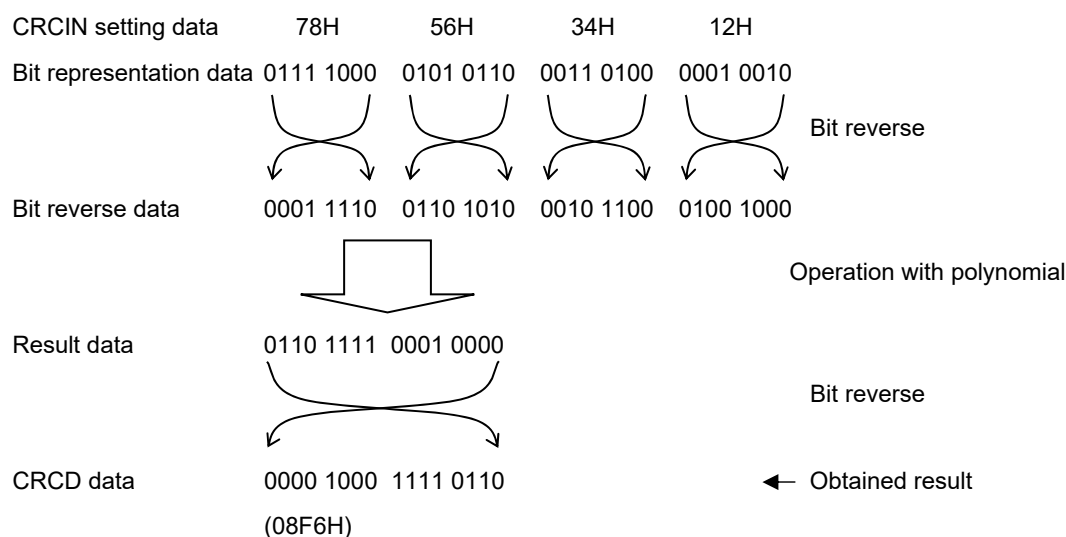 CRCIN setting data 78H 56H 34H 12H
Bit representation data 0111 1000 0101 0110 0011 0100 0001 0010
Bit reverse
Bit reverse data 0001 1110 0110 1010 0010 1100 0100 1000
Operation with polynomial
Result data 0110 1111 0001 0000
Bit reverse
CRCD data 0000 1000 1111 0110 Obtained result
(08F6H)